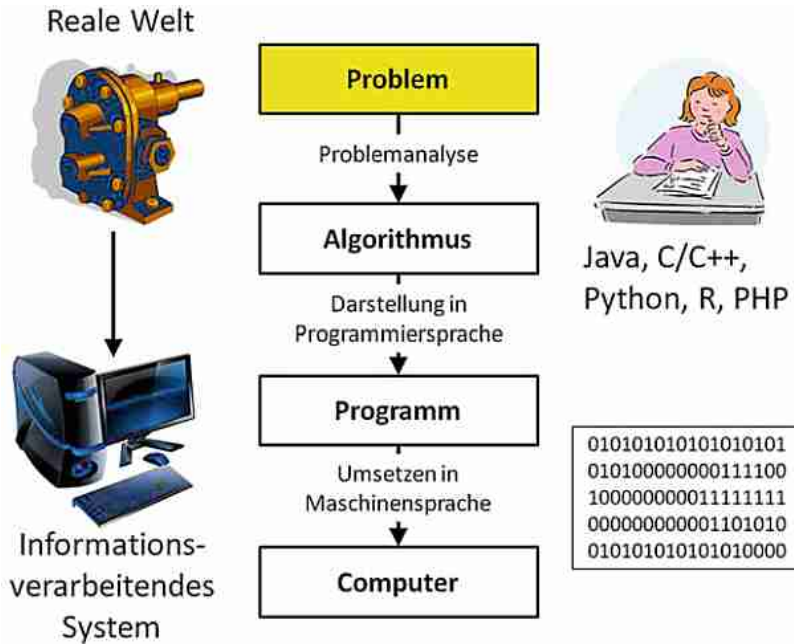 Reale Welt
Problem
Problemanalyse
Algorithmus
Java, C/C++,
Python, R, PHP
Darstellung in
Programmiersprache
Programm
Umsetzen in
Maschinensprache
010101010101010101
010100000000111100
100000000011111111
000000000001101010
010101010101010000
Informations-
verarbeitendes
System
Computer